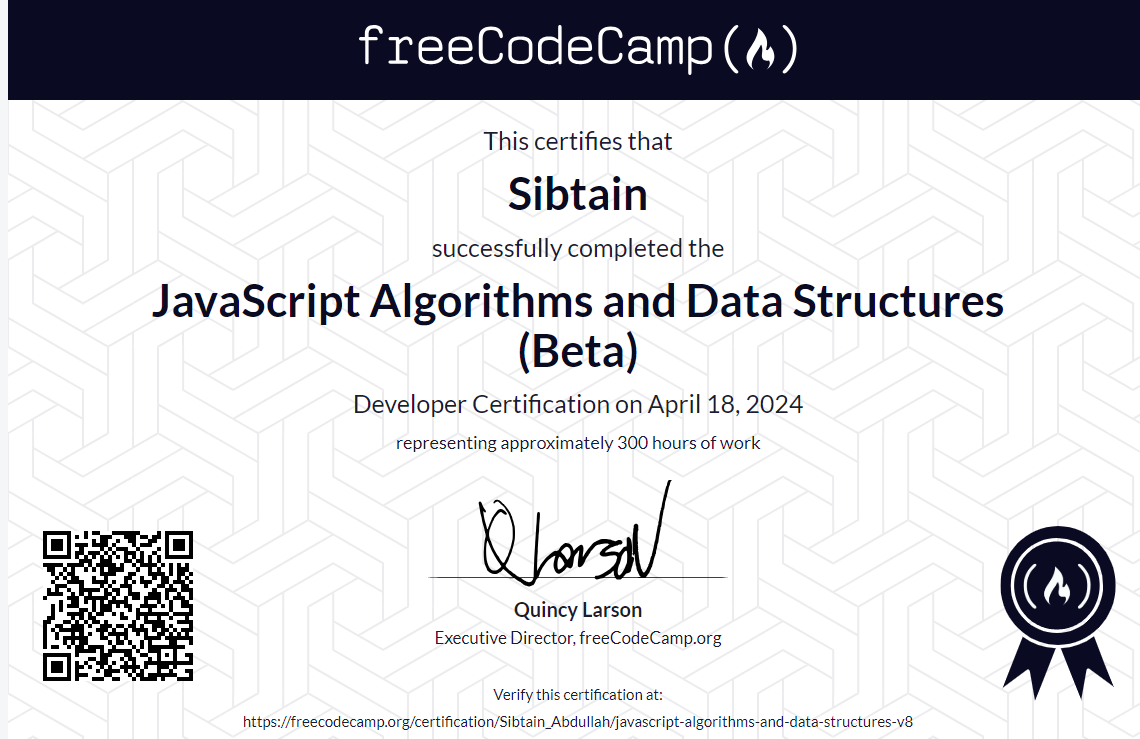 freeCodeCamp
This certifies that
Sibtain
successfully completed the
JavaScript Algorithms and Data Structures
(Beta)
Developer Certification on April 18, 2024
representing approximately 300 hours of work
Q Larson
Quincy Larson
Executive Director, freeCodeCamp.org
Verify this certification at:
https://freecodecamp.org/certification/Sibtain_Abdullah/javascript-algorithms-and-data-structures-v8